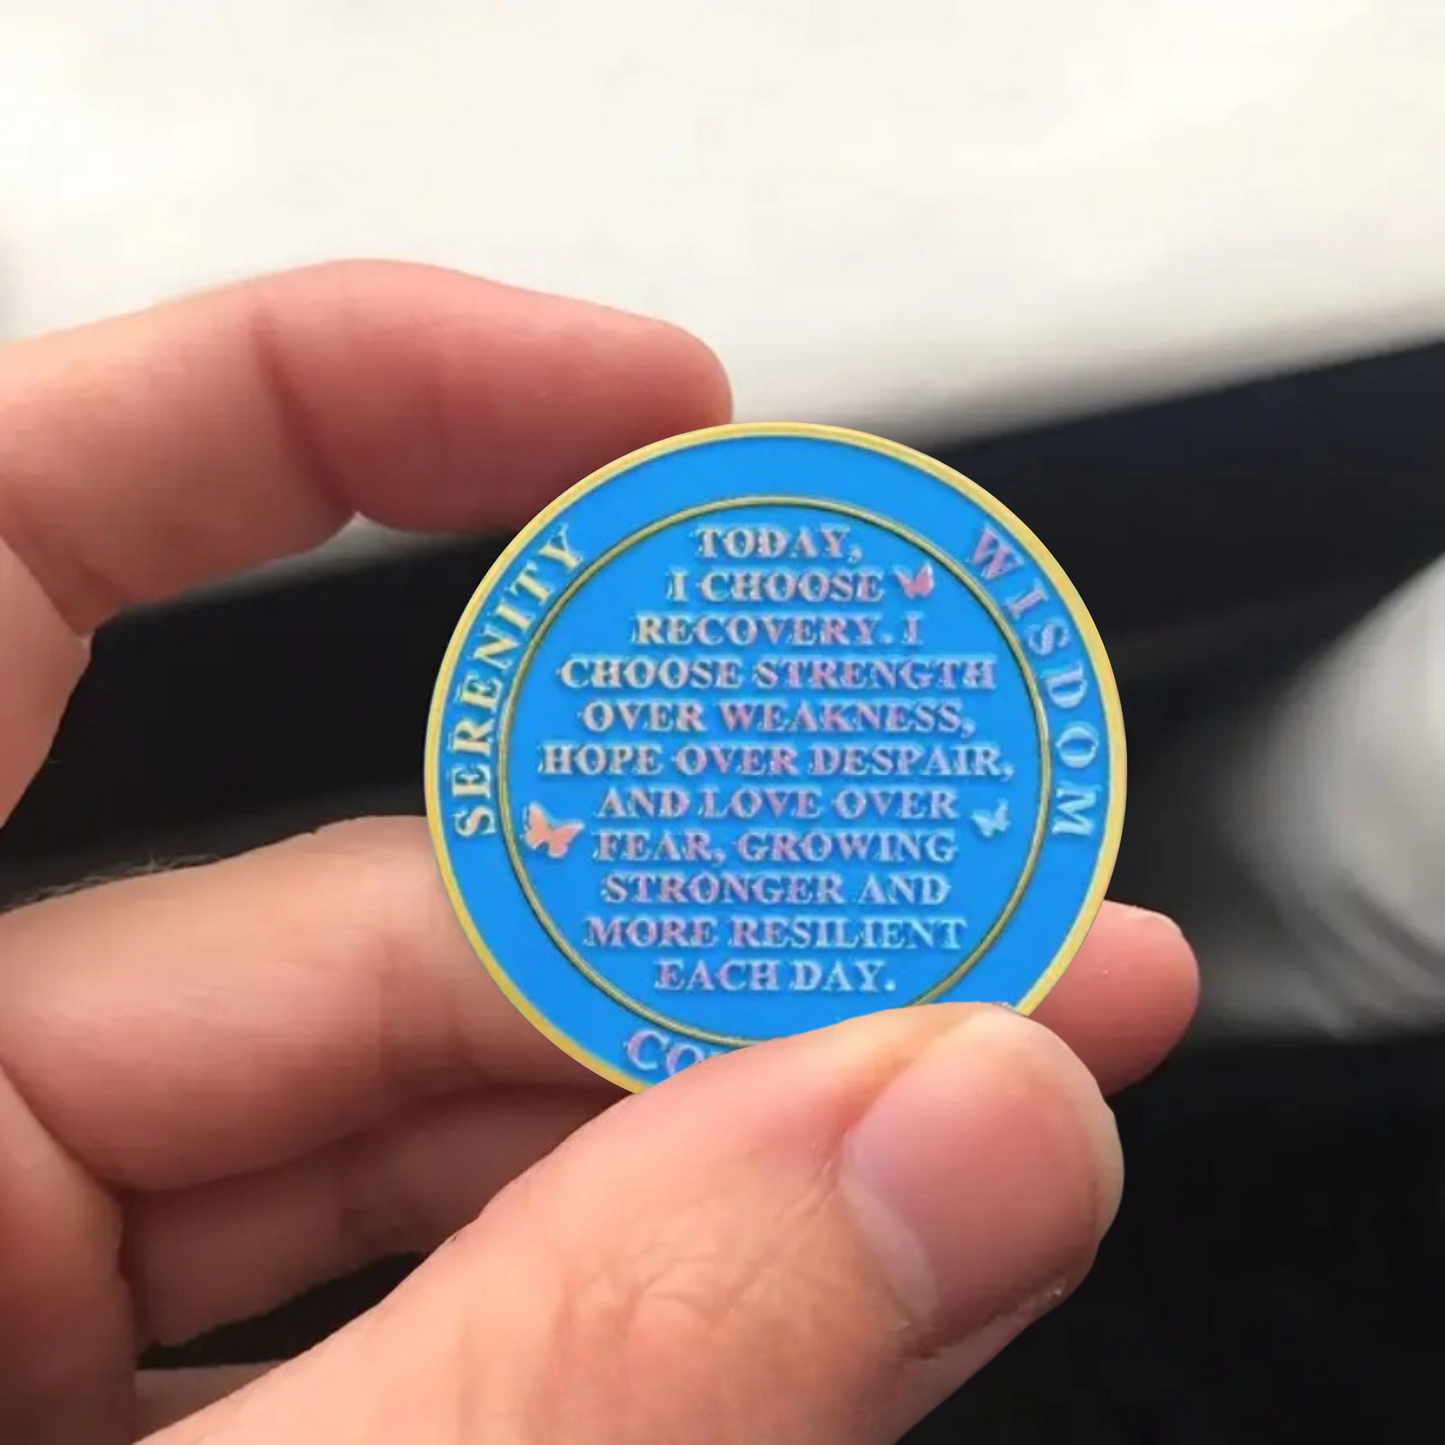 SERENITY
WISDOM
TODAY,
I CHOOSE
RECOVERY. I
CHOOSE STRENGTH
OVER WEAKNESS,
HOPE OVER DESPAIR,
AND LOVE OVER
FEAR, GROWING
STRONGER AND
MORE RESILIENT
EACH DAY.